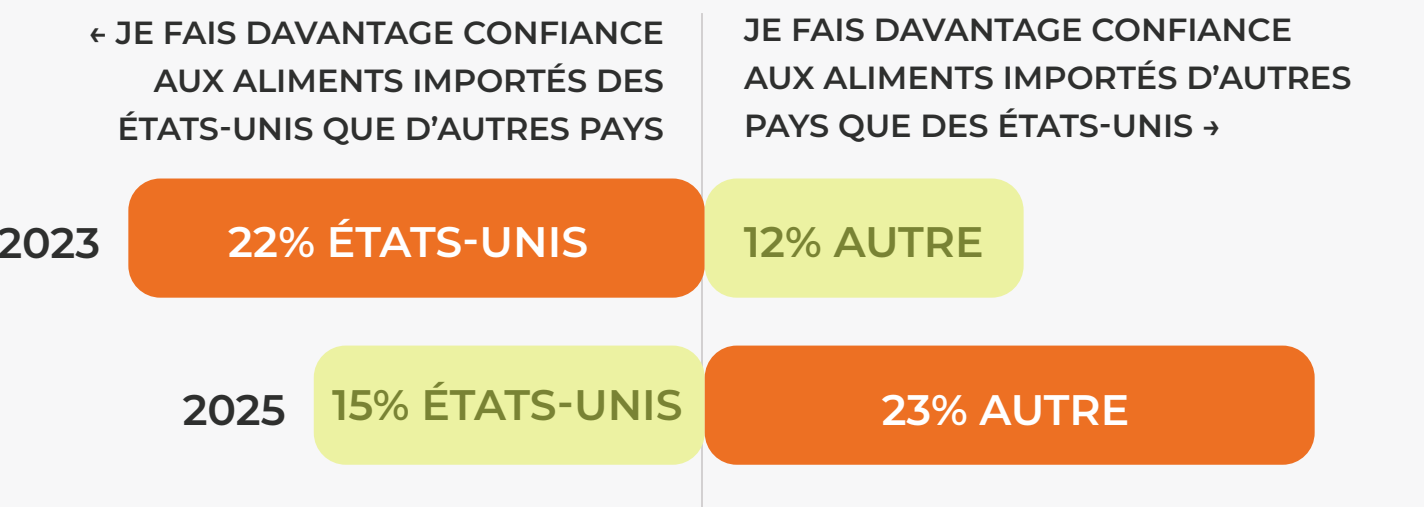 ← JE FAIS DAVANTAGE CONFIANCE
AUX ALIMENTS IMPORTÉS DES
ÉTATS-UNIS QUE D’AUTRES PAYS
JE FAIS DAVANTAGE CONFIANCE
AUX ALIMENTS IMPORTÉS D’AUTRES
PAYS QUE DES ÉTATS-UNIS →
2023
22% ÉTATS-UNIS
12% AUTRE
2025
15% ÉTATS-UNIS
23% AUTRE